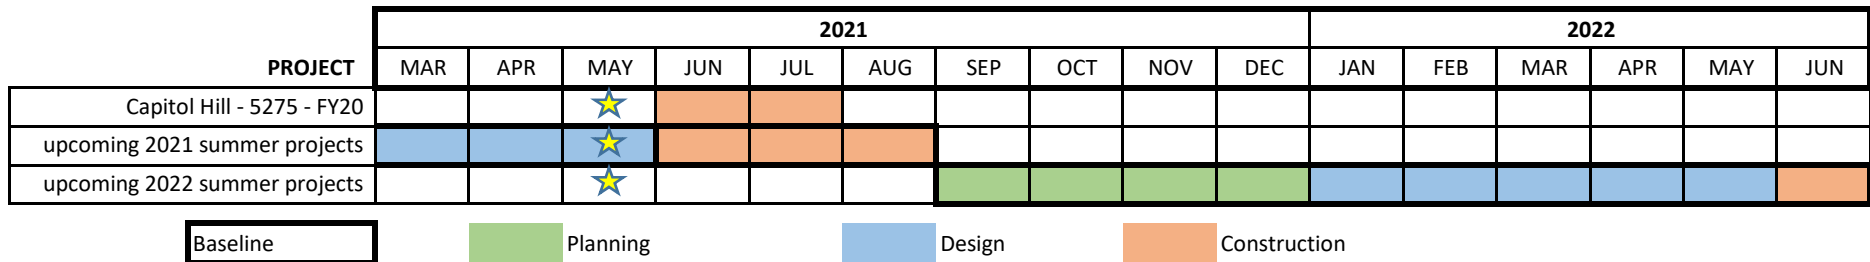 2021 2022
PROJECT MAR APR MAY JUN JUL AUG SEP OCT NOV DEC JAN FEB MAR APR MAY JUN
Capitol Hill - 5275 - FY20
upcoming 2021 summer projects
upcoming 2022 summer projects
Baseline Planning Design Construction